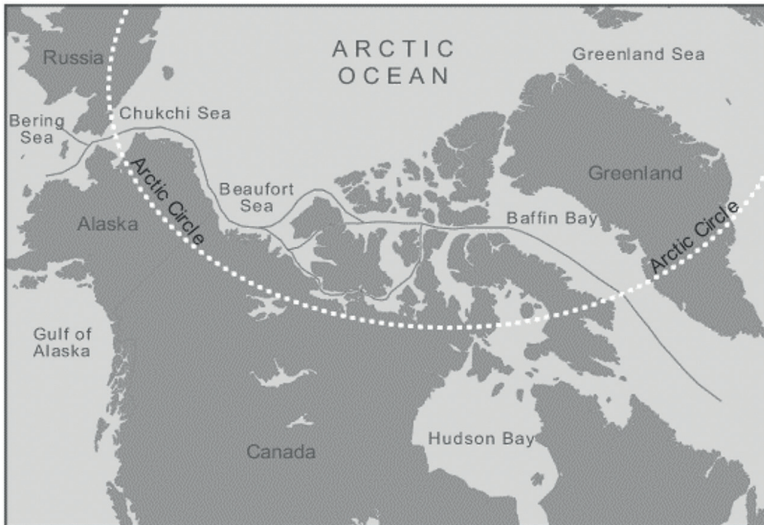 ARCTIC
OCEAN
Greenland Sea
Russia
Chukchi Sea
Bering
Sea
Arctic Circle
Greenland
Beaufort
Sea
Baffin Bay
Alaska
Arctic Circle
Gulf of
Alaska
Hudson Bay
Canada